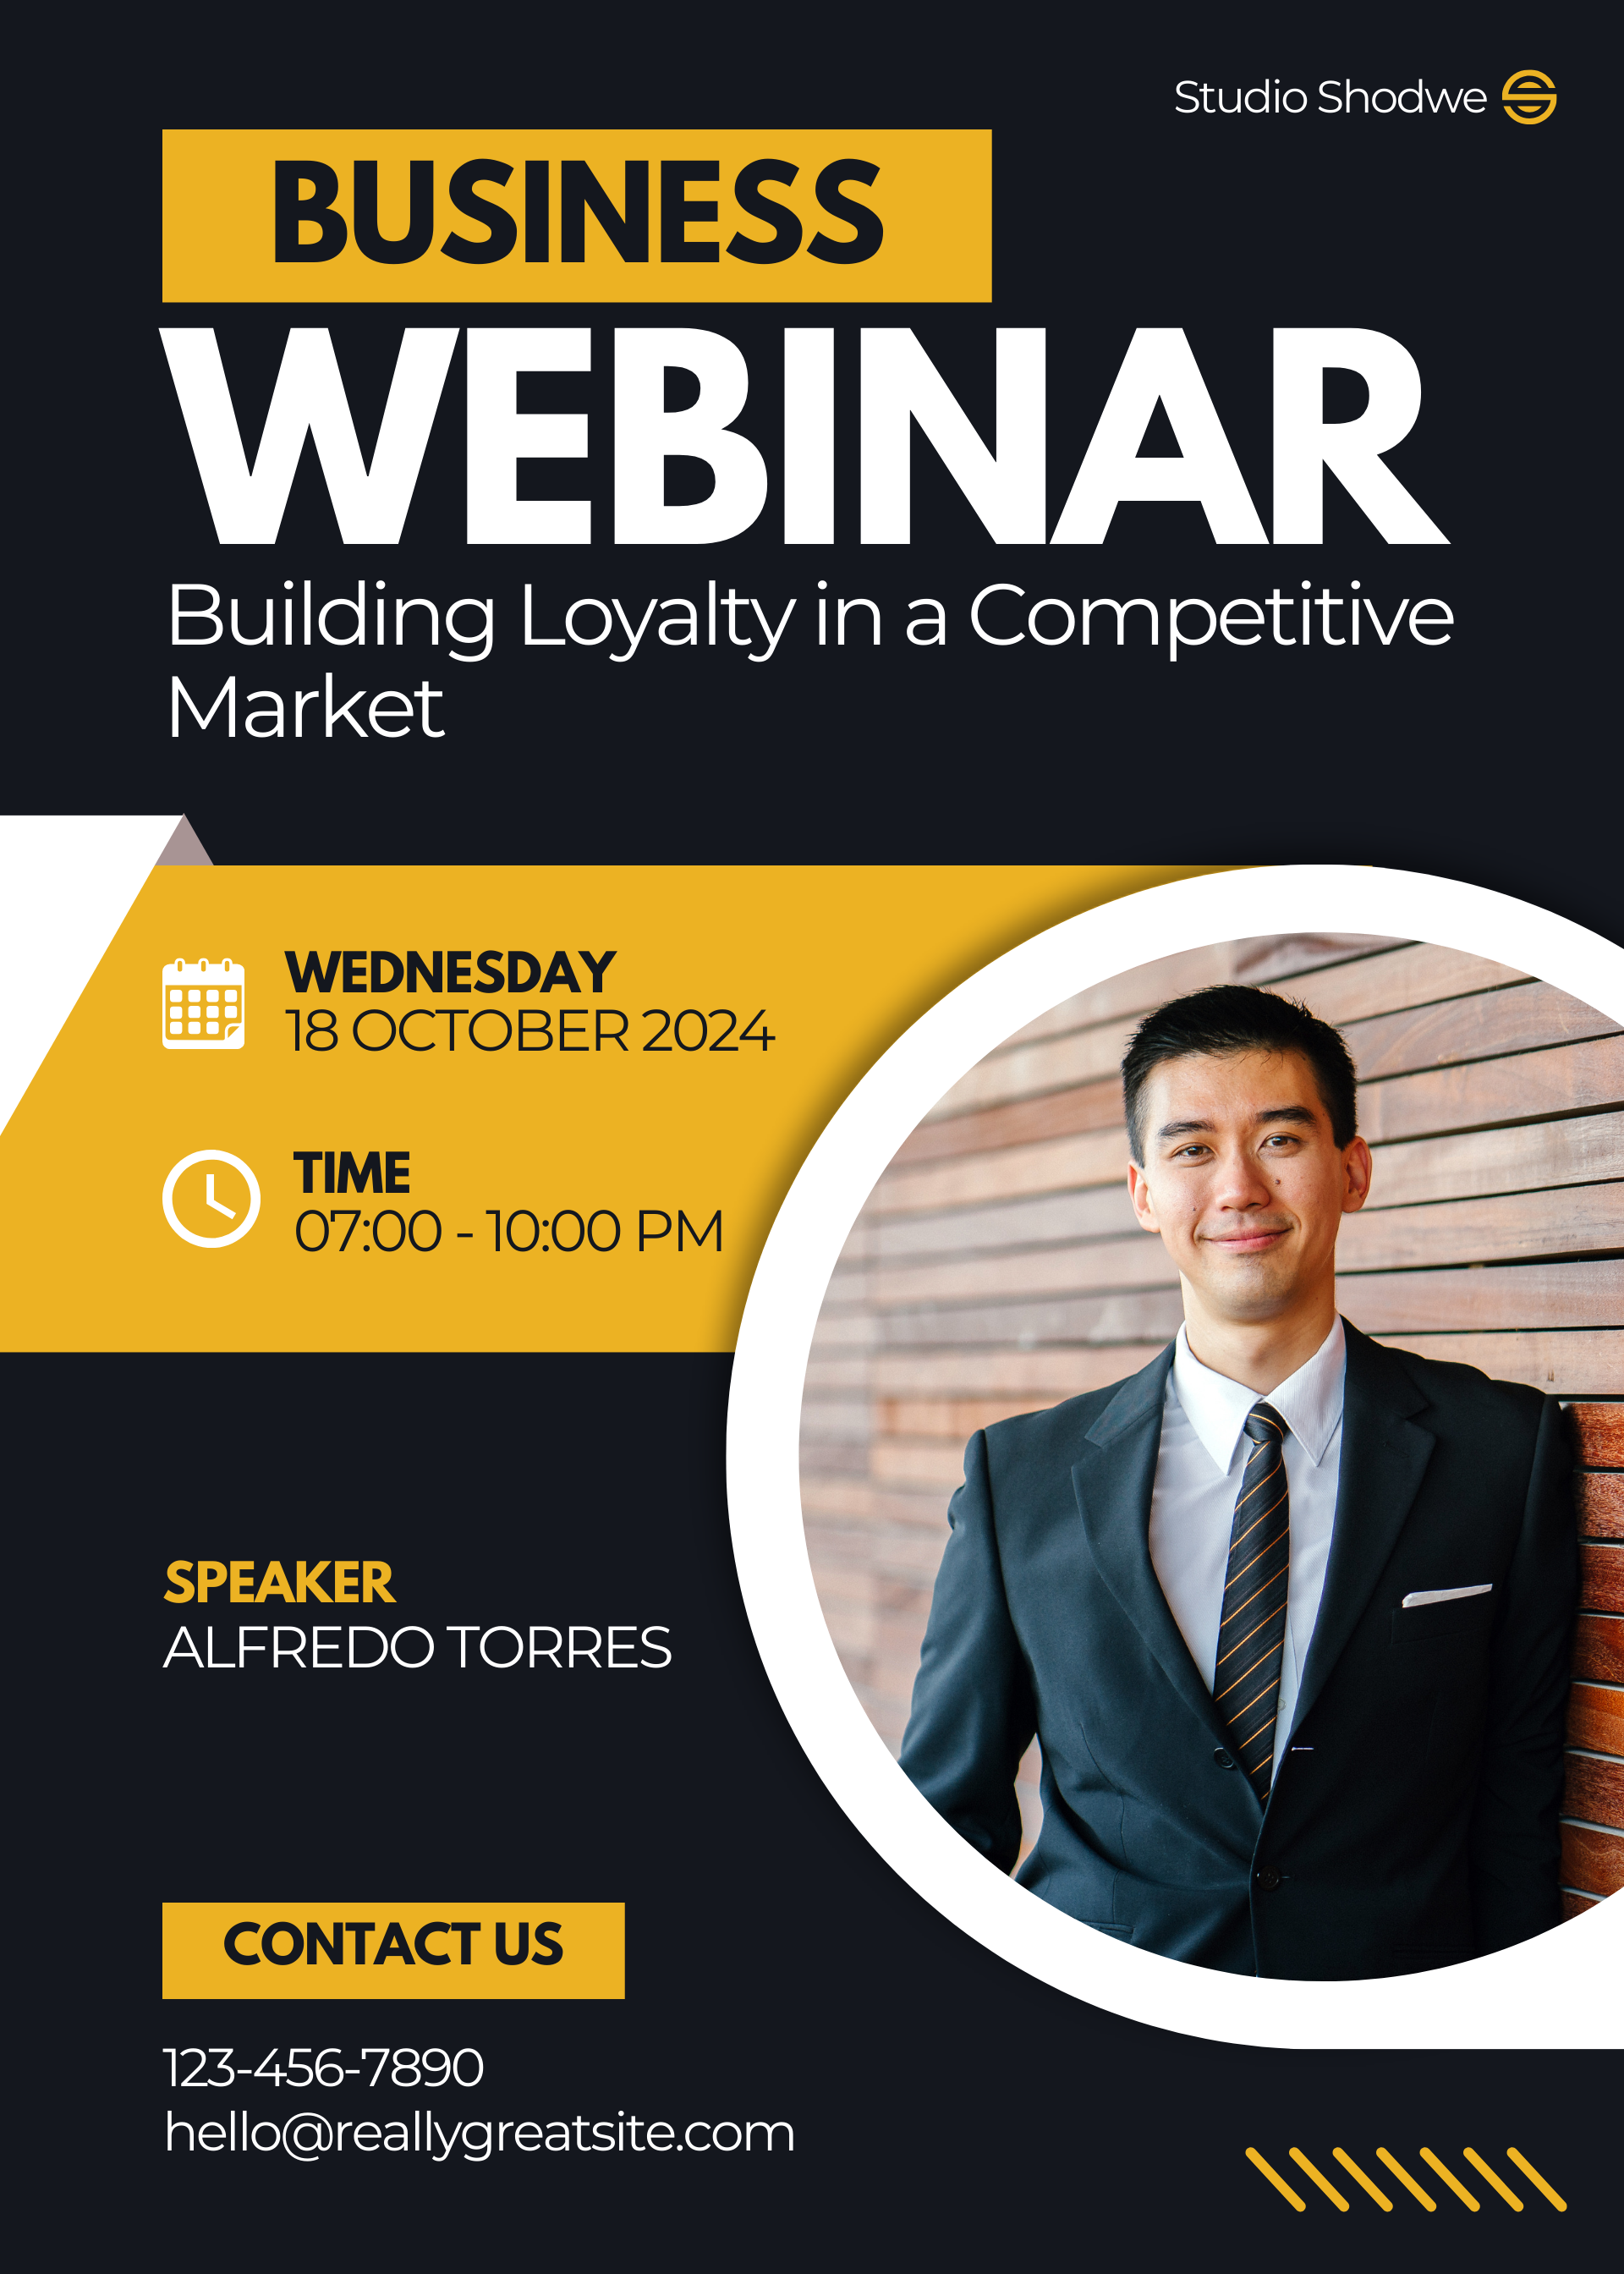 Studio Shodwe
BUSINESS
WEBINAR
Building Loyalty in a Competitive
Market
WEDNESDAY
18 OCTOBER 2024
TIME
07:00 - 10:00 PM
SPEAKER
ALFREDO TORRES
CONTACT US
123-456-7890
hello@reallygreatsite.com